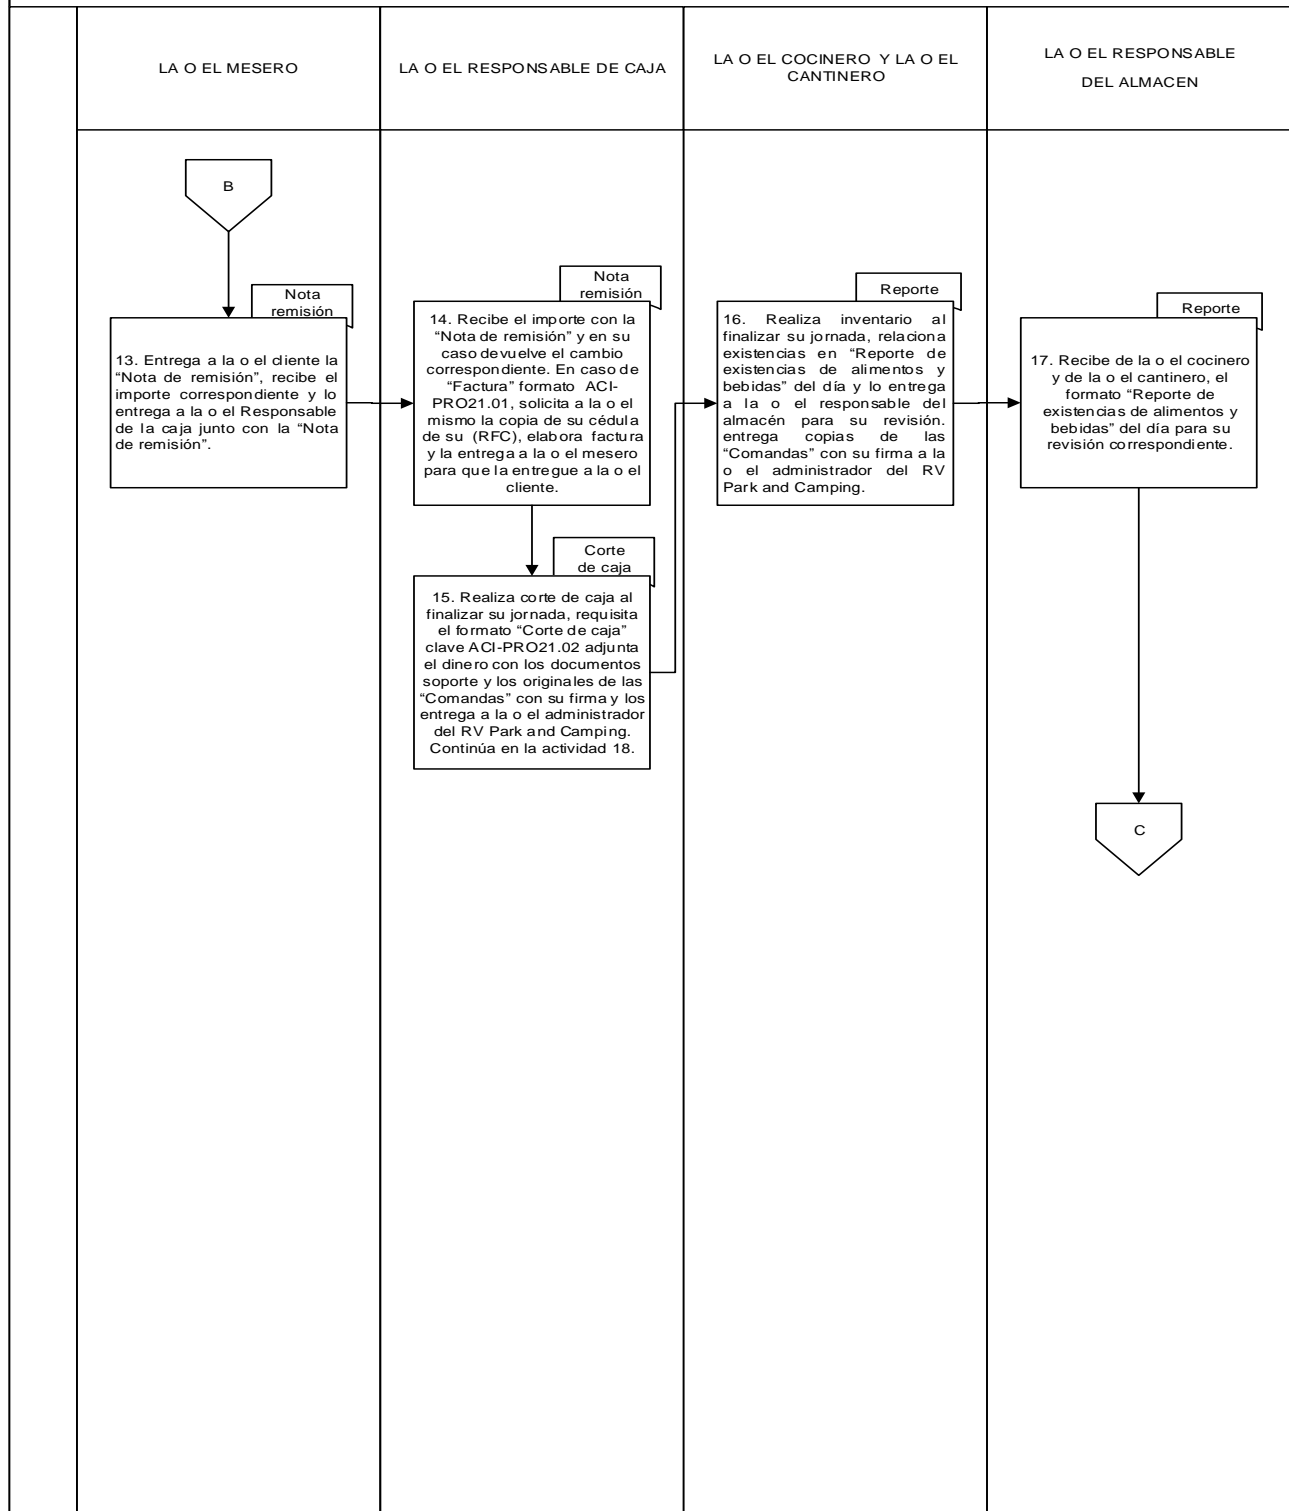 LA O EL MESERO
LA O EL RESPONSABLE DE CAJA
LA O EL COCINERO Y LA O EL
CANTINERO
LA O EL RESPONSABLE
DEL ALMACEN
B
Nota
remisión
13. Entrega a la o el cliente la
“Nota de remisión”, recibe el
importe correspondiente y lo
entrega a la o el Responsable
de la caja junto con la “Nota
de remisión”.
Nota
remisión
14. Recibe el importe con la
“Nota de remisión” y en su
caso devuelve el cambio
correspondiente. En caso de
“Factura” formato ACI-
PRO21.01, solicita a la o el
mismo la copia de su cédula
de su (RFC), elabora factura
y la entrega a la o el mesero
para que la entregue a la o el
cliente.
Corte
de caja
15. Realiza corte de caja al
finalizar su jornada, requisita
el formato “Corte de caja”
clave ACI-PRO21.02 adjunta
el dinero con los documentos
soporte y los originales de las
“Comandas” con su firma y los
entrega a la o el administrador
del RV Park and Camping.
Continúa en la actividad 18.
Reporte
16. Realiza inventario al
finalizar su jornada, relaciona
existencias en “Reporte de
existencias de alimentos y
bebidas” del día y lo entrega
a la o el responsable del
almacén para su revisión.
entrega copias de las
“Comandas” con su firma a la
o el administrador del RV
Park and Camping.
Reporte
17. Recibe de la o el cocinero
y de la o el cantinero, el
formato “Reporte de
existencias de alimentos y
bebidas” del día para su
revisión correspondiente.
C